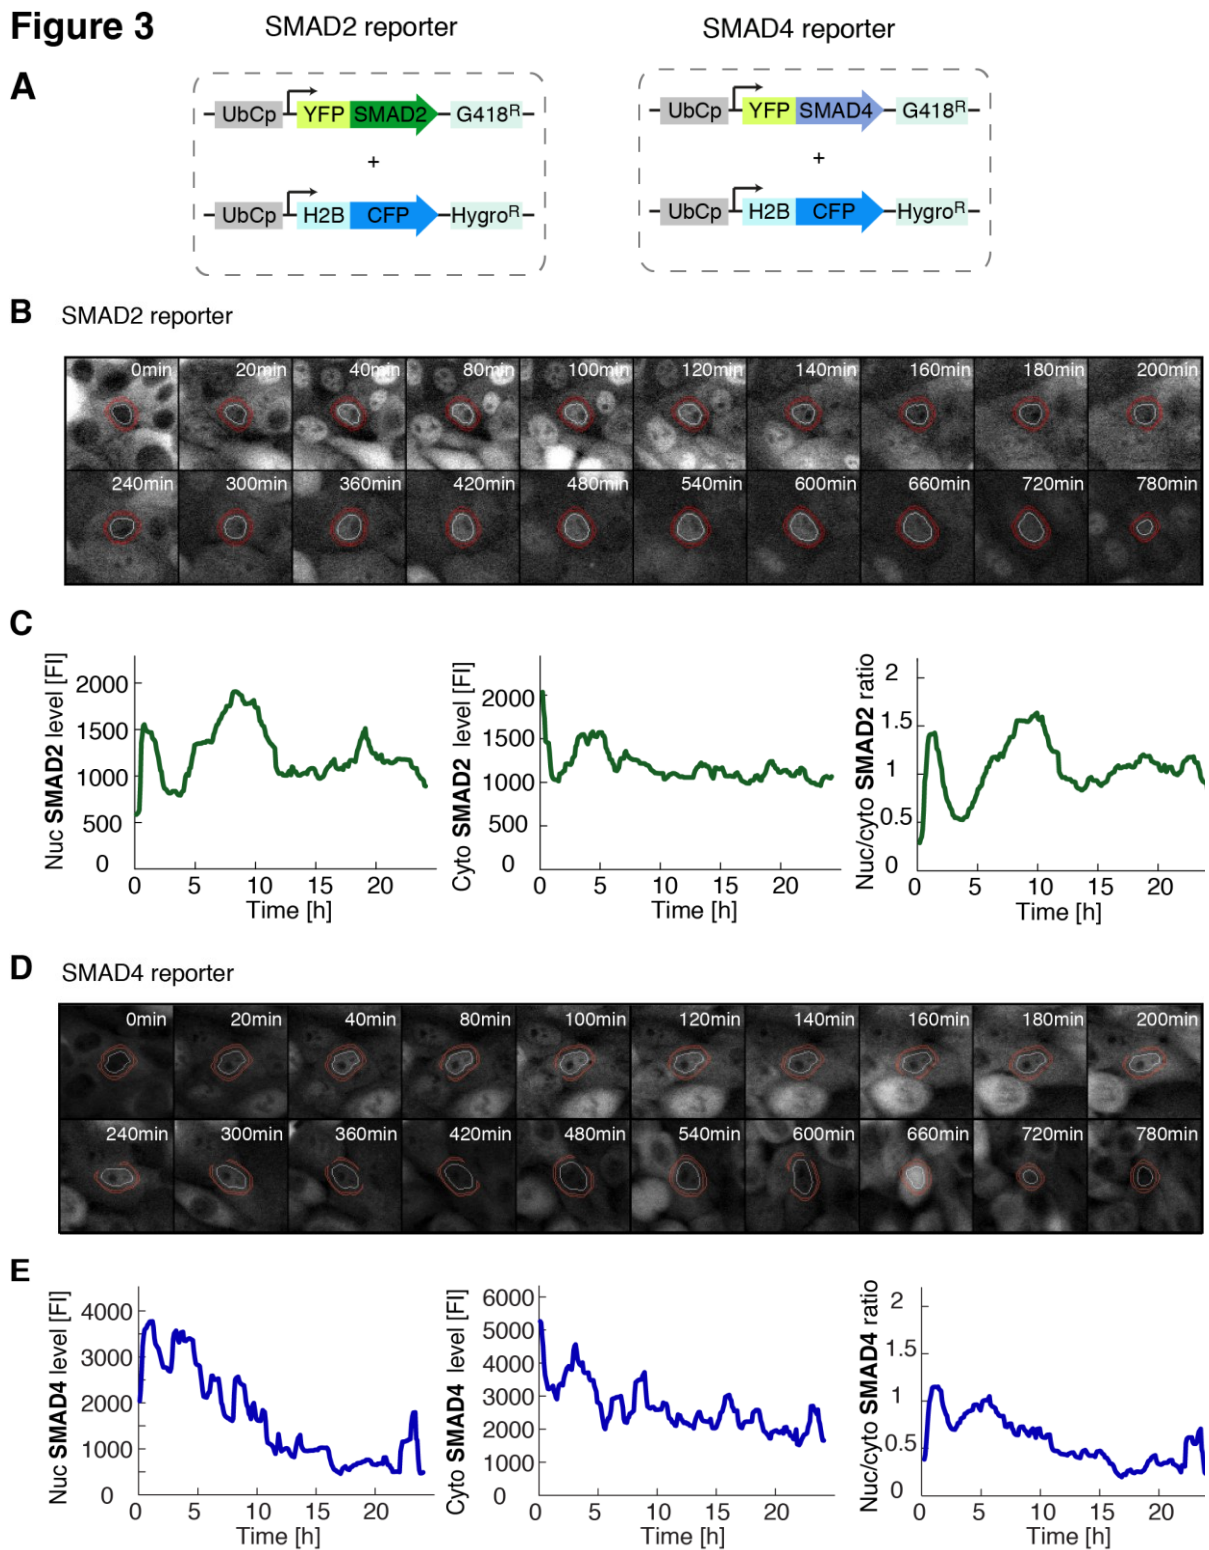 Figure 3
SMAD2 reporter
SMAD4 reporter
A
UbCp YFP SMAD2 G418R
+
UbCp H2B CFP HygroR
UbCp YFP SMAD4 G418R
+
UbCp H2B CFP HygroR
B
SMAD2 reporter
0min 20min 40min 80min 100min 120min 140min 160min 180min 200min
240min 300min 360min 420min 480min 540min 600min 660min 720min 780min
C
Nuc SMAD2 level [FI]
2000
1500
1000
500
0
0 5 10 15 20
Time [h]
Cyto SMAD2 level [FI]
2000
1500
1000
500
0
0 5 10 15 20
Time [h]
Nuc/cyto SMAD2 ratio
2
1.5
1
0.5
0
0 5 10 15 20
Time [h]
D
SMAD4 reporter
0min 20min 40min 80min 100min 120min 140min 160min 180min 200min
240min 300min 360min 420min 480min 540min 600min 660min 720min 780min
E
Nuc SMAD4 level [FI]
4000
3000
2000
1000
0
0 5 10 15 20
Time [h]
Cyto SMAD4 level [FI]
6000
5000
4000
3000
2000
1000
0
0 5 10 15 20
Time [h]
Nuc/cyto SMAD4 ratio
2
1.5
1
0.5
0
0 5 10 15 20
Time [h]